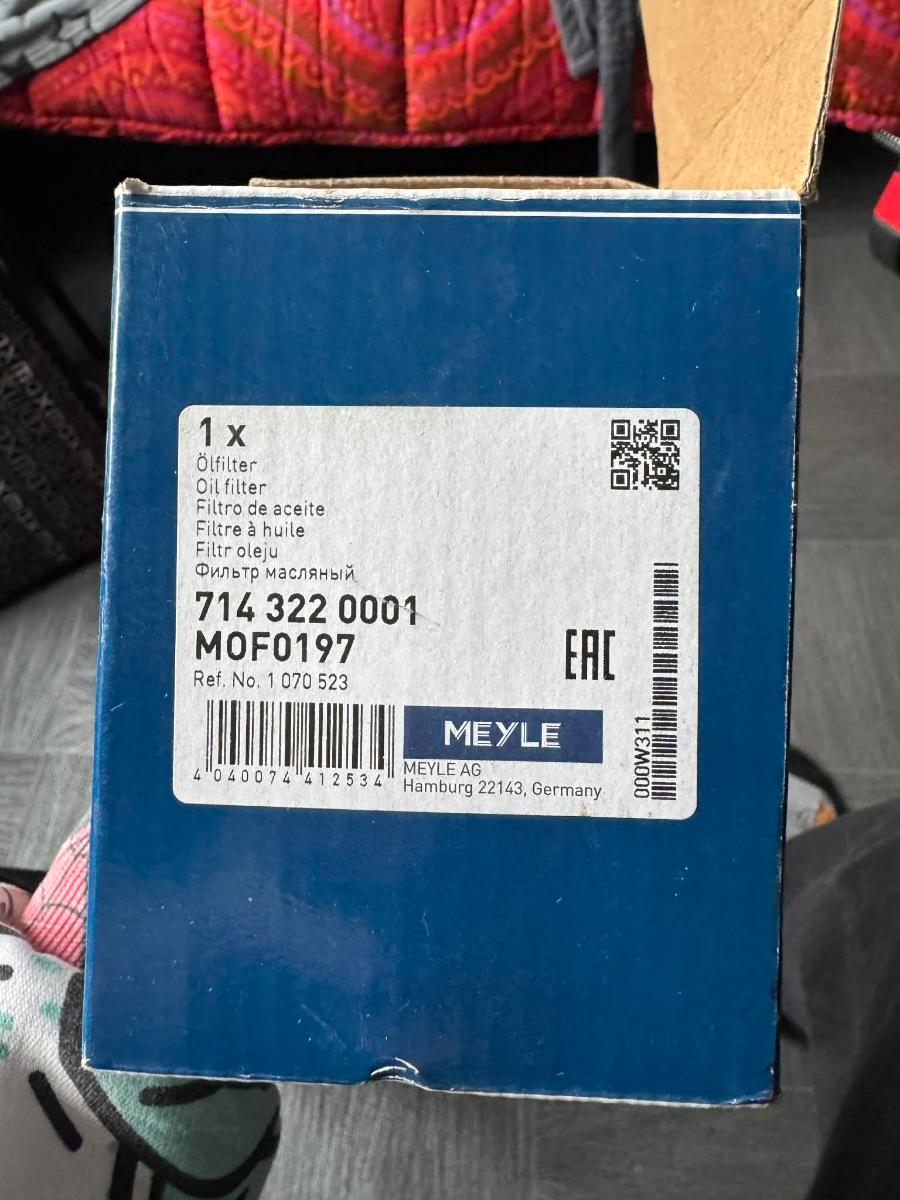 1 x
Ölfilter
Oil filter
Filtro de aceite
Filtre à huile
Filtr oleju
Фильтр масляный
714 322 0001
MOF0197
Ref. No. 1 070 523
EAC
4 040074 412534
MEYLE
MEYLE AG
Hamburg 22143, Germany
000W311